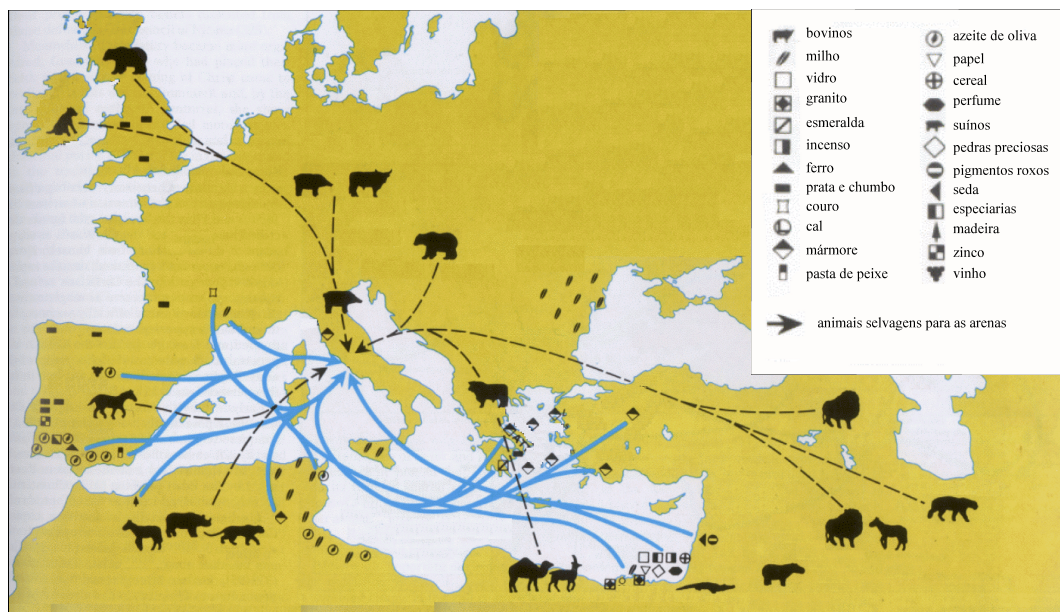 bovinos
milho
vidro
granito
esmeralda
incenso
ferro
prata e chumbo
couro
cal
mármore
pasta de peixe
azeite de oliva
papel
cereal
perfume
suínos
pedras preciosas
pigmentos roxos
seda
especiarias
madeira
zinco
vinho
animais selvagens para as arenas